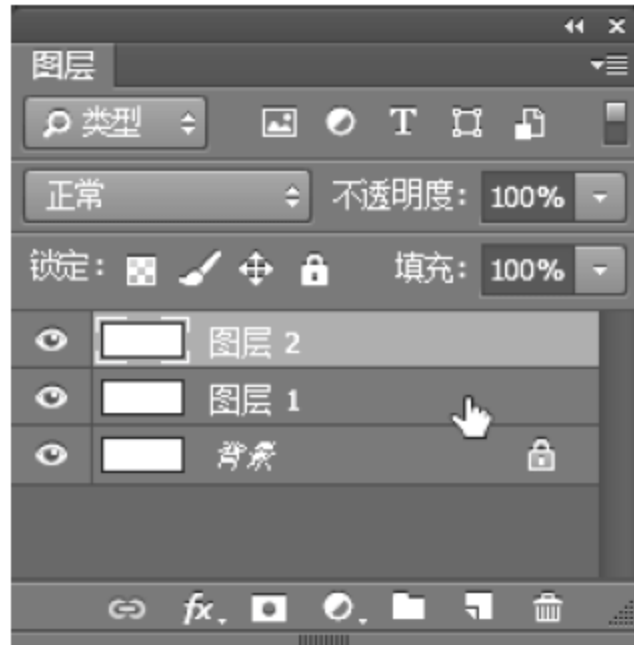 图层
类型 T
正常 不透明度: 100%
锁定: 填充: 100%
图层 2
图层 1
背景
fx.